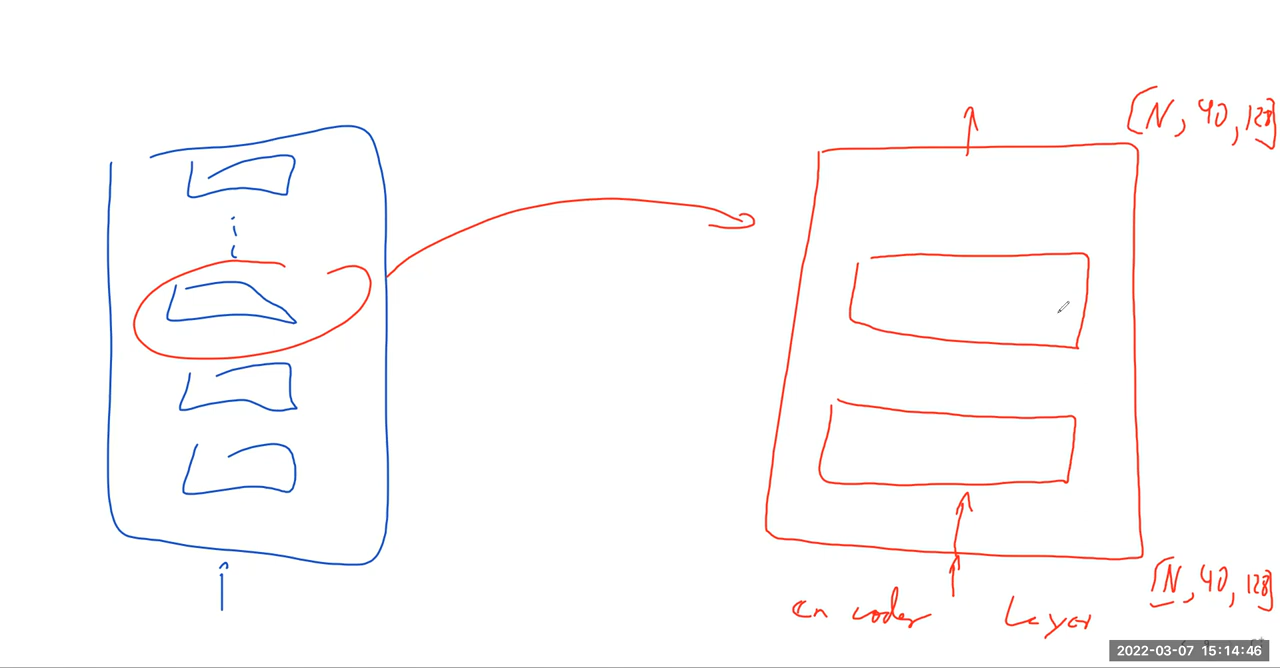 [N, 40, 128]
[N, 40, 128]
encoder Layer
2022-03-07 15:14:46